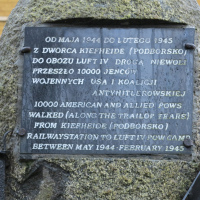 OD MAJA 1944 DO LUTEGO 1945
Z DWORCA KIEFHEIDE (PODBORSKO)
DO OBOZU LUFT IV DROGĄ NIEWOLI
PRZESZŁO 10000 JEŃCÓW
WOJENNYCH USA I KOALICJI
ANTYHITLEROWSKIEJ
10000 AMERICAN AND ALLIED POWS
WALKED (ALONG THE TRAIL OF TEARS)
FROM KIEFHEIDE (PODBORSKO)
RAILWAYSTATION TO LUFT IV POW CAMP
BETWEEN MAY 1944-FEBRUARY 1945